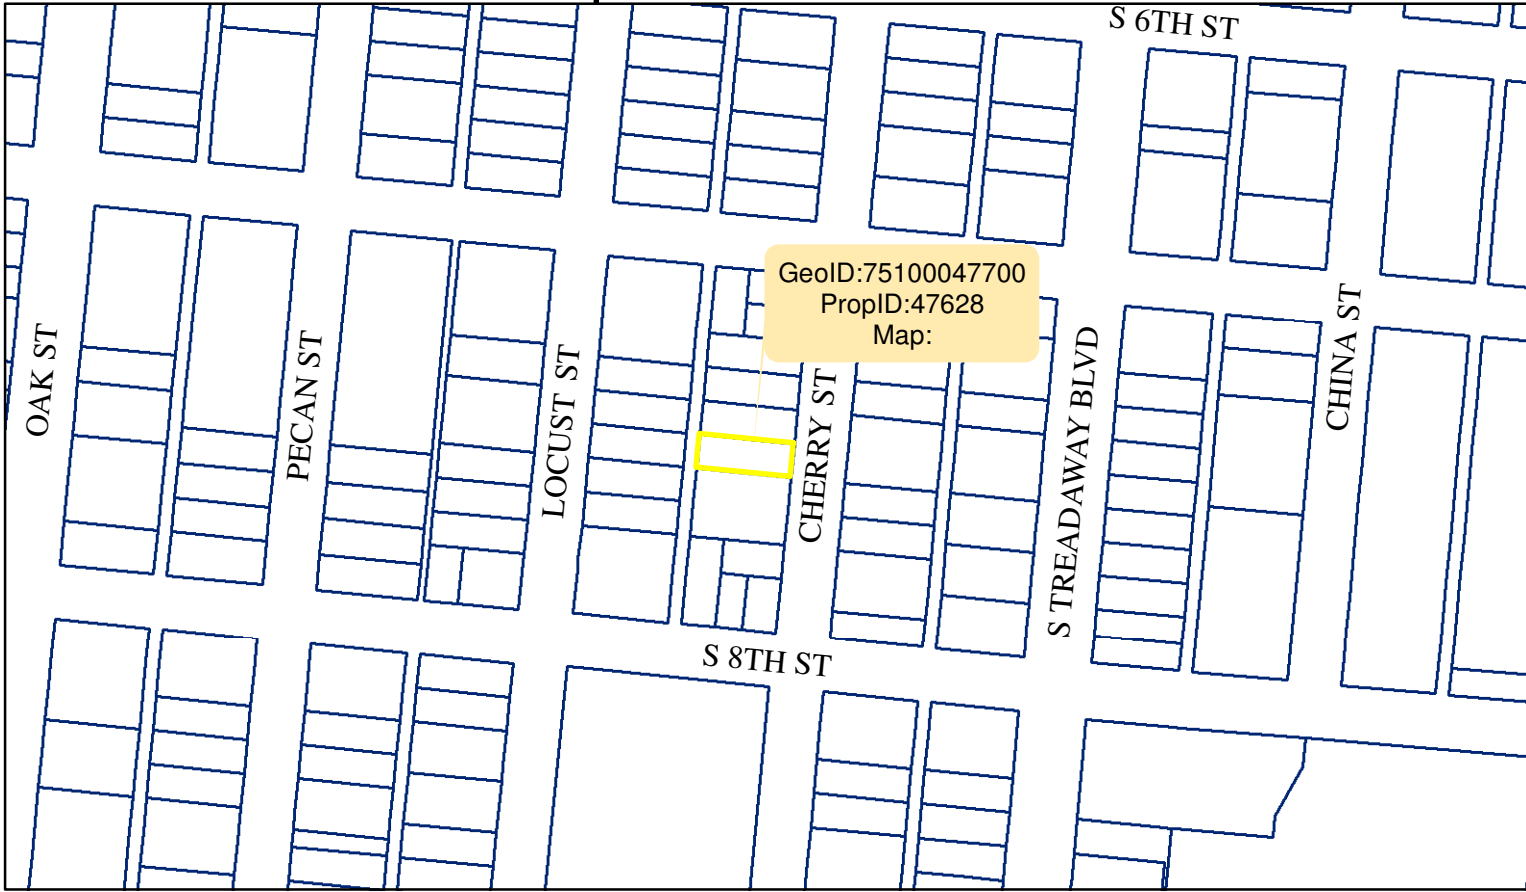 S 6TH ST
GeoID:75100047700
PropID:47628
Map:
OAK ST
PECAN ST
LOCUST ST
CHERRY ST
S TREADAWAY BLVD
CHINA ST
S 8TH ST